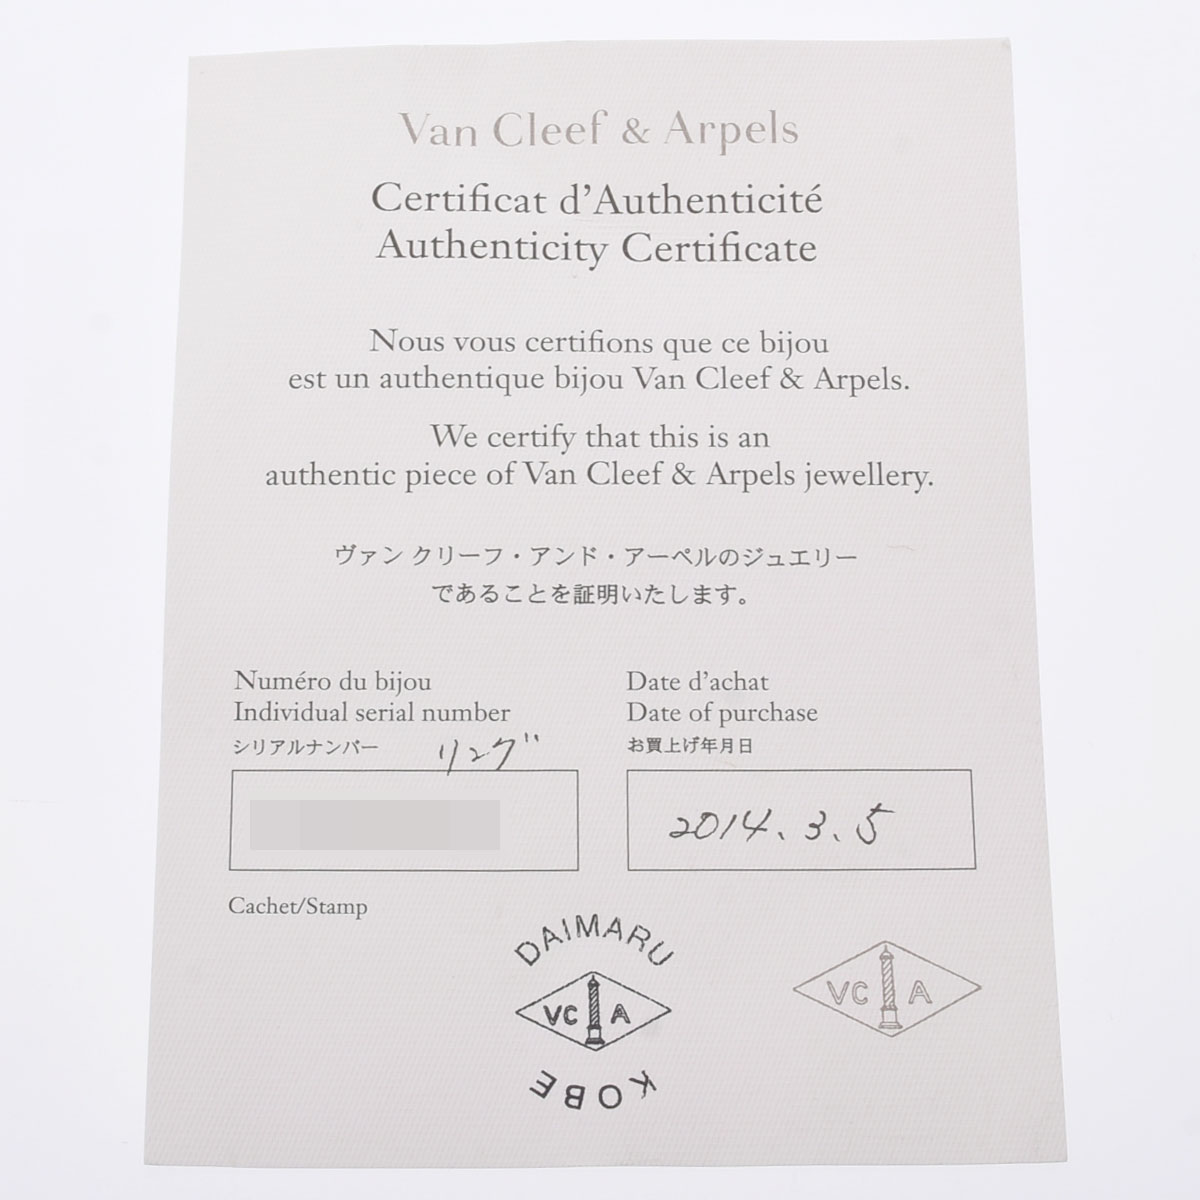 Van Cleef & Arpels
Certificat d'Authenticité
Authenticity Certificate
Nous vous certifions que ce bijou
est un authentique bijou Van Cleef & Arpels.
We certify that this is an
authentic piece of Van Cleef & Arpels jewellery.
ヴァン クリーフ・アンド・アーペルのジュエリー
であることを証明いたします。
Numéro du bijou
Individual serial number
シリアルナンバー リング
Date d'achat
Date of purchase
お買上げ年月日
2014.3.5
Cachet/Stamp
DAIMARU
VC A
KOBE
VC A